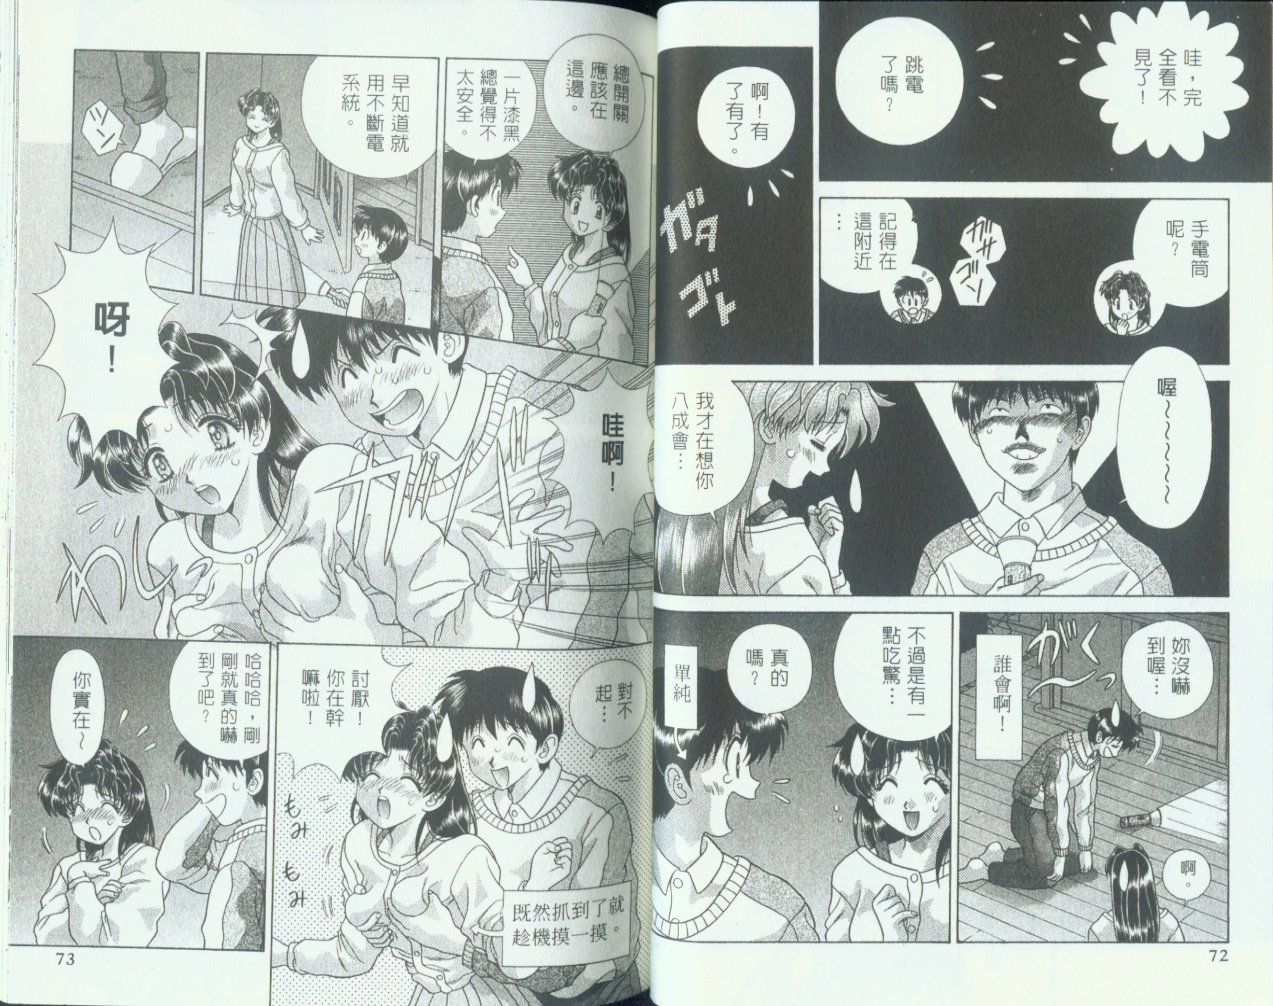 哇，完
全看不
見了！
跳電
了嗎？
手電筒
呢？
ガサ
ゴソ
記得在
這附近
…
啊！有
了有了。
ガタ
ゴト
喔～～～～～～
我才在想你
八成會…
妳沒嚇
到喔…
がくっ
誰會啊！
啊。
不過是有一
點吃驚…
真的
嗎？
單純
72
總開關
應該在
這邊。
一片漆黑
總覺得不
太安全。
早知道就
用不斷電
系統。
ツン
呀！
哇啊！
わしっ
對不
起…
討厭！
你在幹
嘛啦！
もみ
もみ
既然抓到了就
趁機摸一摸。
哈哈哈，剛
剛就真的嚇
到了吧？
你實在～
73